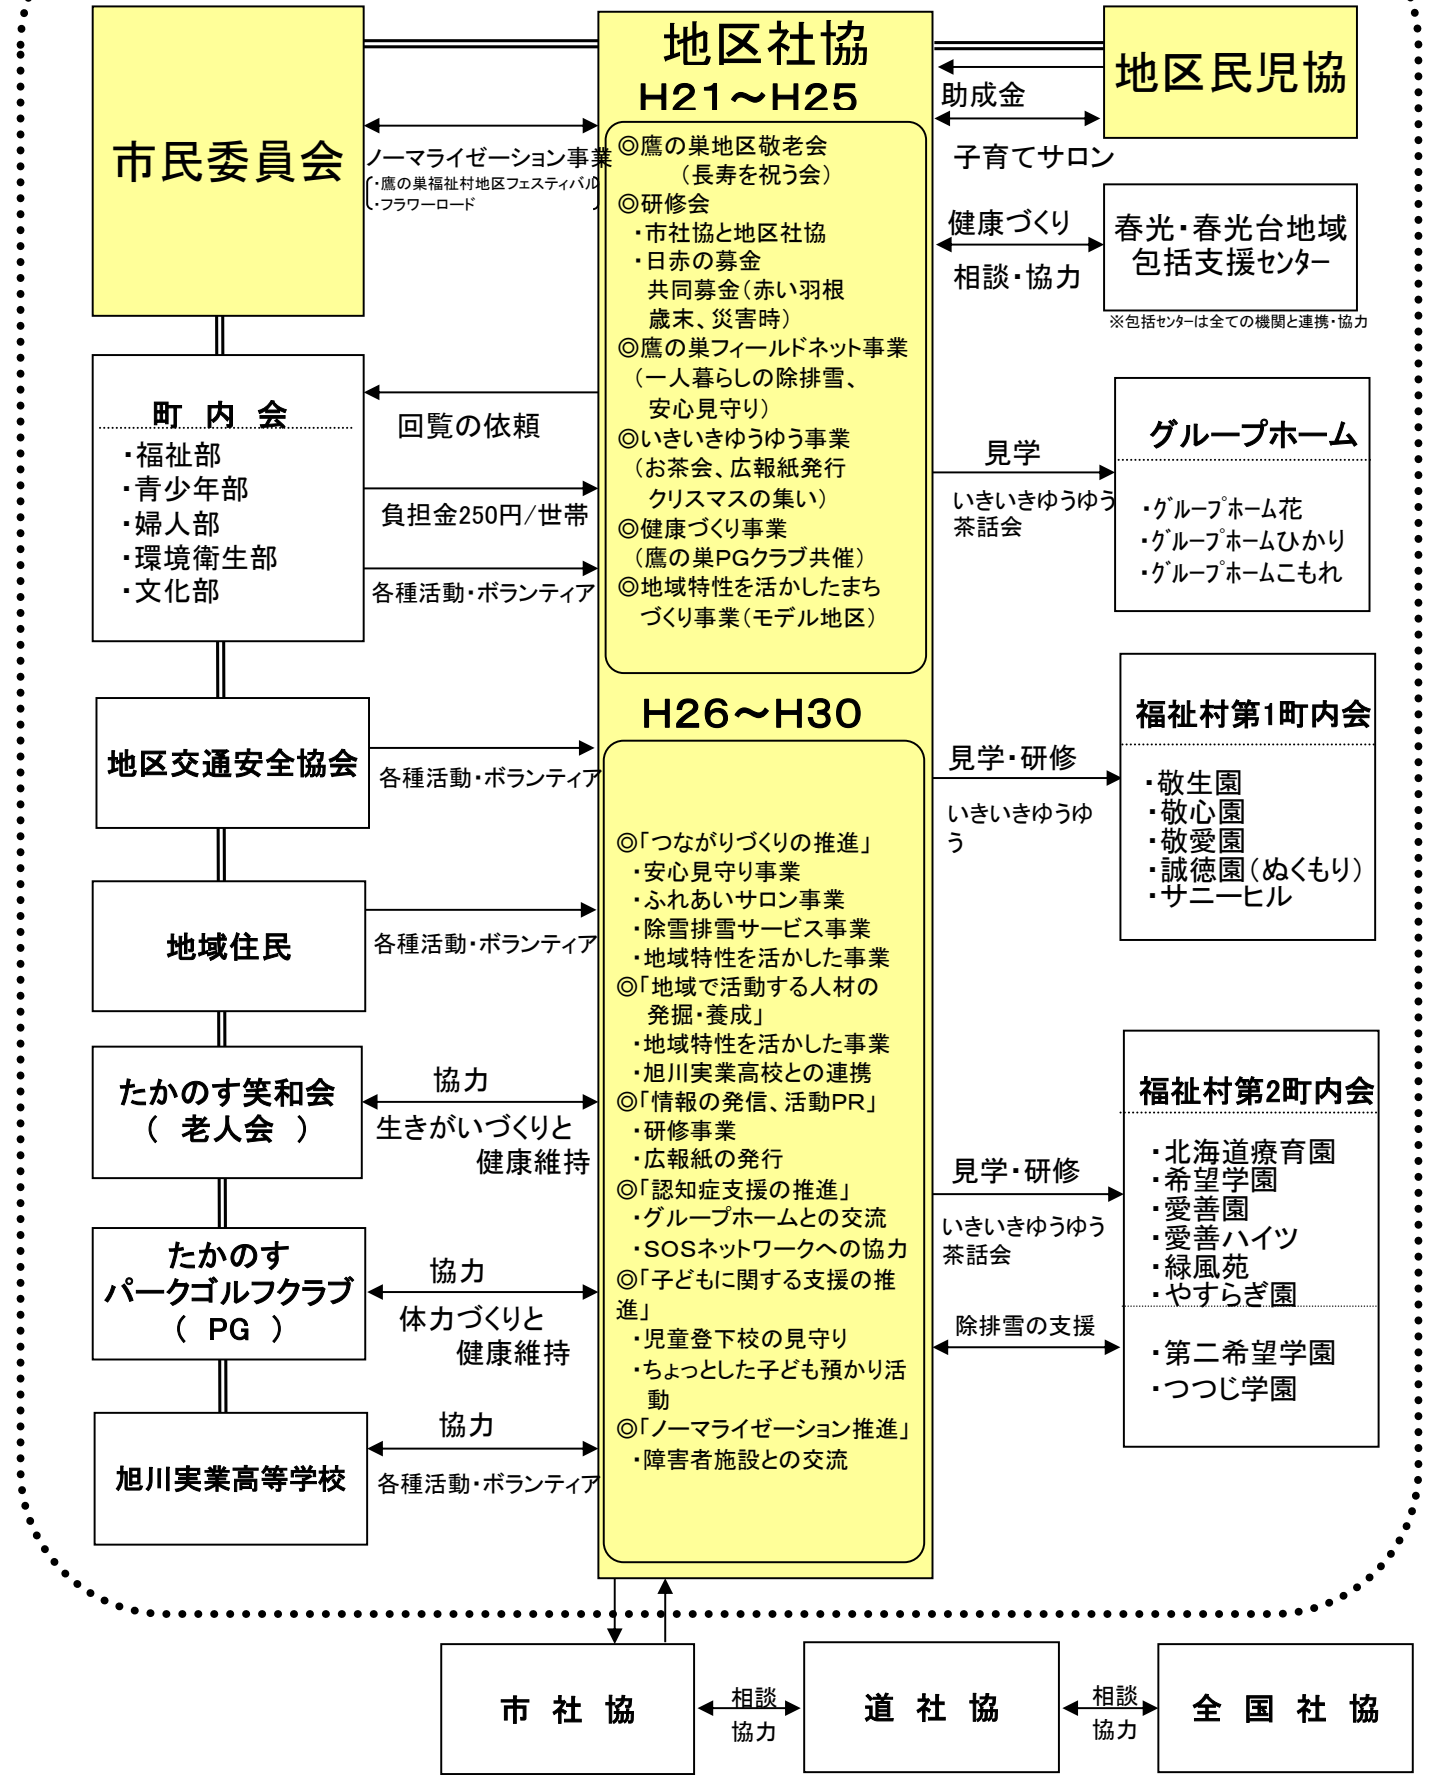 市民委員会
ノーマライゼーション事業
・鷹の巣福祉村地区フェスティバル
・フラワーロード
町 内 会
・福祉部
・青少年部
・婦人部
・環境衛生部
・文化部
回覧の依頼
負担金250円/世帯
各種活動・ボランティア
地区交通安全協会
各種活動・ボランティア
地域住民
各種活動・ボランティア
たかのす笑和会
( 老人会 )
協力
生きがいづくりと
健康維持
たかのす
パークゴルフクラブ
( PG )
協力
体力づくりと
健康維持
旭川実業高等学校
協力
各種活動・ボランティア
地区社協
H21～H25
◎鷹の巣地区敬老会
(長寿を祝う会)
◎研修会
・市社協と地区社協
・日赤の募金
共同募金(赤い羽根
歳末、災害時)
◎鷹の巣フィールドネット事業
(一人暮らしの除排雪、
安心見守り)
◎いきいきゆうゆう事業
(お茶会、広報紙発行
クリスマスの集い)
◎健康づくり事業
(鷹の巣PGクラブ共催)
◎地域特性を活かしたまち
づくり事業(モデル地区)
H26～H30
◎「つながりづくりの推進」
・安心見守り事業
・ふれあいサロン事業
・除雪排雪サービス事業
・地域特性を活かした事業
◎「地域で活動する人材の
発掘・養成」
・地域特性を活かした事業
・旭川実業高校との連携
◎「情報の発信、活動PR」
・研修事業
・広報紙の発行
◎「認知症支援の推進」
・グループホームとの交流
・SOSネットワークへの協力
◎「子どもに関する支援の推
進」
・児童登下校の見守り
・ちょっとした子ども預かり活
動
◎「ノーマライゼーション推進」
・障害者施設との交流
地区民児協
助成金
子育てサロン
健康づくり
相談・協力
春光・春光台地域
包括支援センター
※包括センターは全ての機関と連携・協力
見学
いきいきゆうゆう
茶話会
グループホーム
・グループホーム花
・グループホームひかり
・グループホームこもれ
見学・研修
いきいきゆうゆ
う
福祉村第1町内会
・敬生園
・敬心園
・敬愛園
・誠徳園(ぬくもり)
・サニーヒル
見学・研修
いきいきゆうゆう
茶話会
除排雪の支援
福祉村第2町内会
・北海道療育園
・希望学園
・愛善園
・愛善ハイツ
・緑風苑
・やすらぎ園
・第二希望学園
・つつじ学園
市 社 協
相談
協力
道 社 協
相談
協力
全 国 社 協